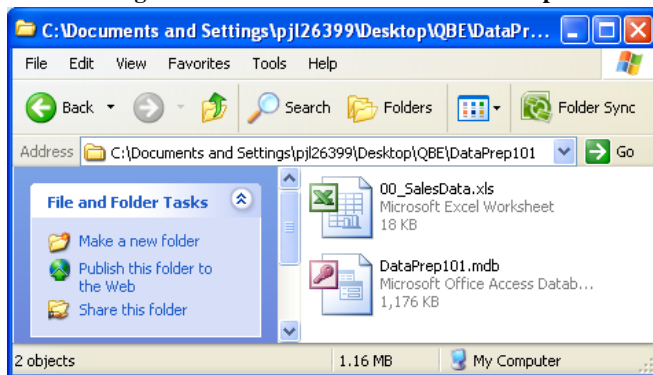 C:\Documents and Settings\pjl26399\Desktop\QBE\DataPr...
File Edit View Favorites Tools Help
Back Search Folders Folder Sync
Address C:\Documents and Settings\pjl26399\Desktop\QBE\DataPrep101 Go
File and Folder Tasks
Make a new folder
Publish this folder to
the Web
Share this folder
00_SalesData.xls
Microsoft Excel Worksheet
18 KB
DataPrep101.mdb
Microsoft Office Access Datab...
1,176 KB
2 objects 1.16 MB My Computer